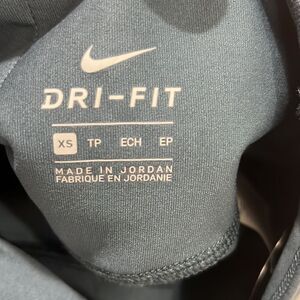 DRI-FIT
XS TP ECH EP
MADE IN JORDAN
FABRIQUE EN JORDANIE